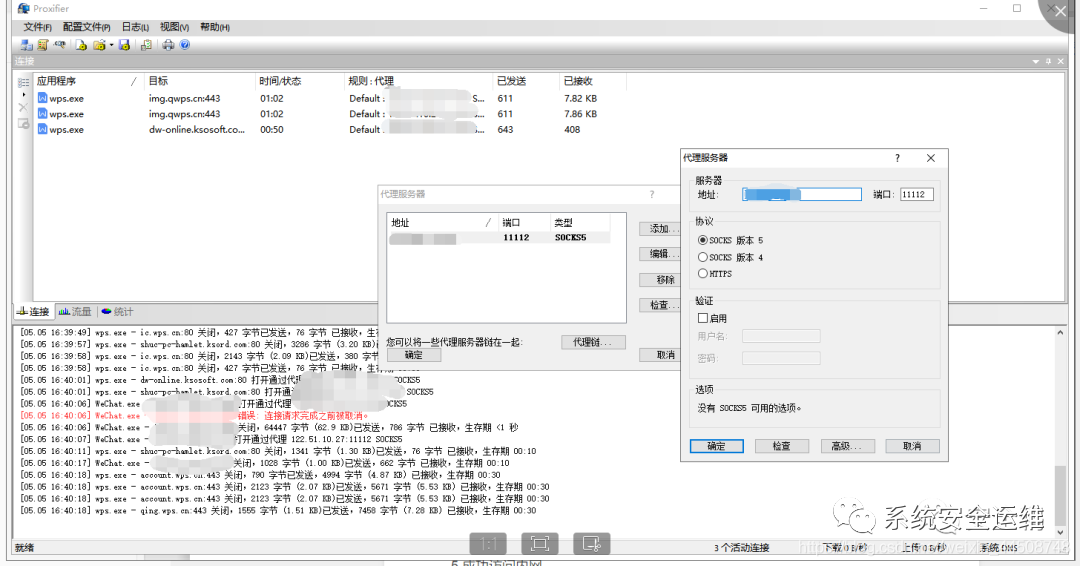 Proxifier
文件(F) 配置文件(P) 日志(L) 视图(V) 帮助(H)
连接
应用程序 / 目标 时间/状态 规则 : 代理 已发送 已接收
wps.exe img.qwps.cn:443 01:02 Default : S... 611 7.82 KB
wps.exe img.qwps.cn:443 01:02 Default : S... 611 7.86 KB
wps.exe dw-online.ksosoft.co... 00:50 Default : ... 643 408
代理服务器 ?
地址 / 端口 类型
11112 SOCKS5
添加...
编辑...
移除
检查...
您可以将一些代理服务器链在一起: 代理链...
确定 取消
代理服务器 ?
服务器
地址: 端口: 11112
协议
SOCKS 版本 5
SOCKS 版本 4
HTTPS
验证
启用
用户名:
密码:
选项
没有 SOCKS5 可用的选项。
确定 检查 高级... 取消
连接 流量 统计
[05.05 16:39:49] wps.exe - ic.wps.cn:80 关闭, 427 字节已发送, 76 字节 已接收, 生存
[05.05 16:39:57] wps.exe - shuc-pc-hamlet.ksord.com:80 关闭, 3286 字节 (3.20 KB)
[05.05 16:39:58] wps.exe - ic.wps.cn:80 关闭, 2143 字节 (2.09 KB)已发送, 380 字节
[05.05 16:39:58] wps.exe - ic.wps.cn:80 关闭, 427 字节已发送, 76 字节 已接收, 生存
[05.05 16:40:01] wps.exe - dw-online.ksosoft.com:80 打开通过代理 SOCKS5
[05.05 16:40:01] wps.exe - shuc-pc-hamlet.ksord.com:80 打开通过 SOCKS5
[05.05 16:40:06] WeChat.exe 打开通过代理 OCKS5
[05.05 16:40:06] WeChat.exe - 错误: 连接请求完成之前被取消。
[05.05 16:40:06] WeChat.exe - 关闭, 64447 字节 (62.9 KB)已发送, 786 字节 已接收, 生存期 <1 秒
[05.05 16:40:07] WeChat.exe 打开通过代理 122.51.10.27:11112 SOCKS5
[05.05 16:40:11] wps.exe - shuc-pc-hamlet.ksord.com:80 关闭, 1341 字节 (1.30 KB)已发送, 76 字节 已接收, 生存期 00:10
[05.05 16:40:17] WeChat.exe - 关闭, 1028 字节 (1.00 KB)已发送, 662 字节 已接收, 生存期 00:10
[05.05 16:40:18] wps.exe - account.wps.cn:443 关闭, 790 字节已发送, 4994 字节 (4.87 KB) 已接收, 生存期 00:30
[05.05 16:40:18] wps.exe - account.wps.cn:443 关闭, 2123 字节 (2.07 KB)已发送, 5671 字节 (5.53 KB) 已接收, 生存期 00:30
[05.05 16:40:18] wps.exe - account.wps.cn:443 关闭, 2123 字节 (2.07 KB)已发送, 5671 字节 (5.53 KB) 已接收, 生存期 00:30
[05.05 16:40:18] wps.exe - qing.wps.cn:443 关闭, 1555 字节 (1.51 KB)已发送, 7458 字节 (7.28 KB) 已接收, 生存期 00:30
系统安全运维
就绪 1:1 3 个活动连接 下载 0 B/秒 上传 0 B/秒 系统 DNS